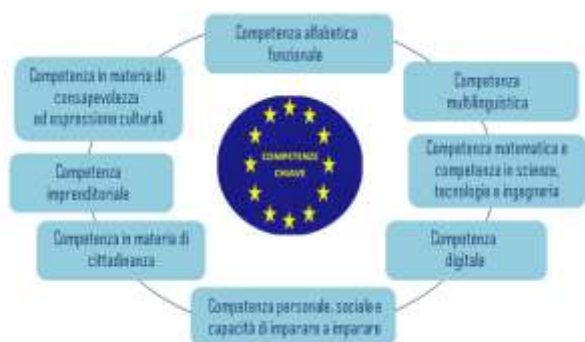 Competenza alfabetica
funzionale
Competenza
multilinguistica
Competenza matematica e
competenza in scienze,
tecnologie e ingegneria
Competenza
digitale
Competenza personale, sociale e
capacità di imparare a imparare
Competenza in materia di
cittadinanza
Competenza
imprenditoriale
Competenza in materia di
consapevolezza
ed espressione culturali
COMPETENZE
CHIAVE